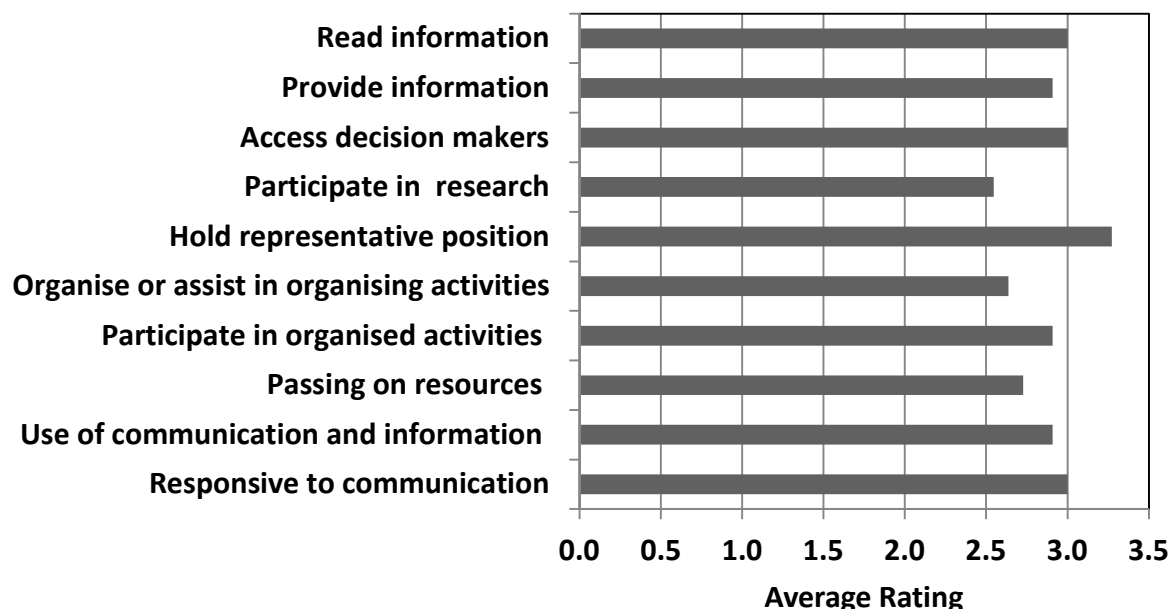 Read information
Provide information
Access decision makers
Participate in  research
Hold representative position
Organise or assist in organising activities
Participate in organised activities
Passing on resources
Use of communication and information
Responsive to communication
0.0 0.5 1.0 1.5 2.0 2.5 3.0 3.5
Average Rating